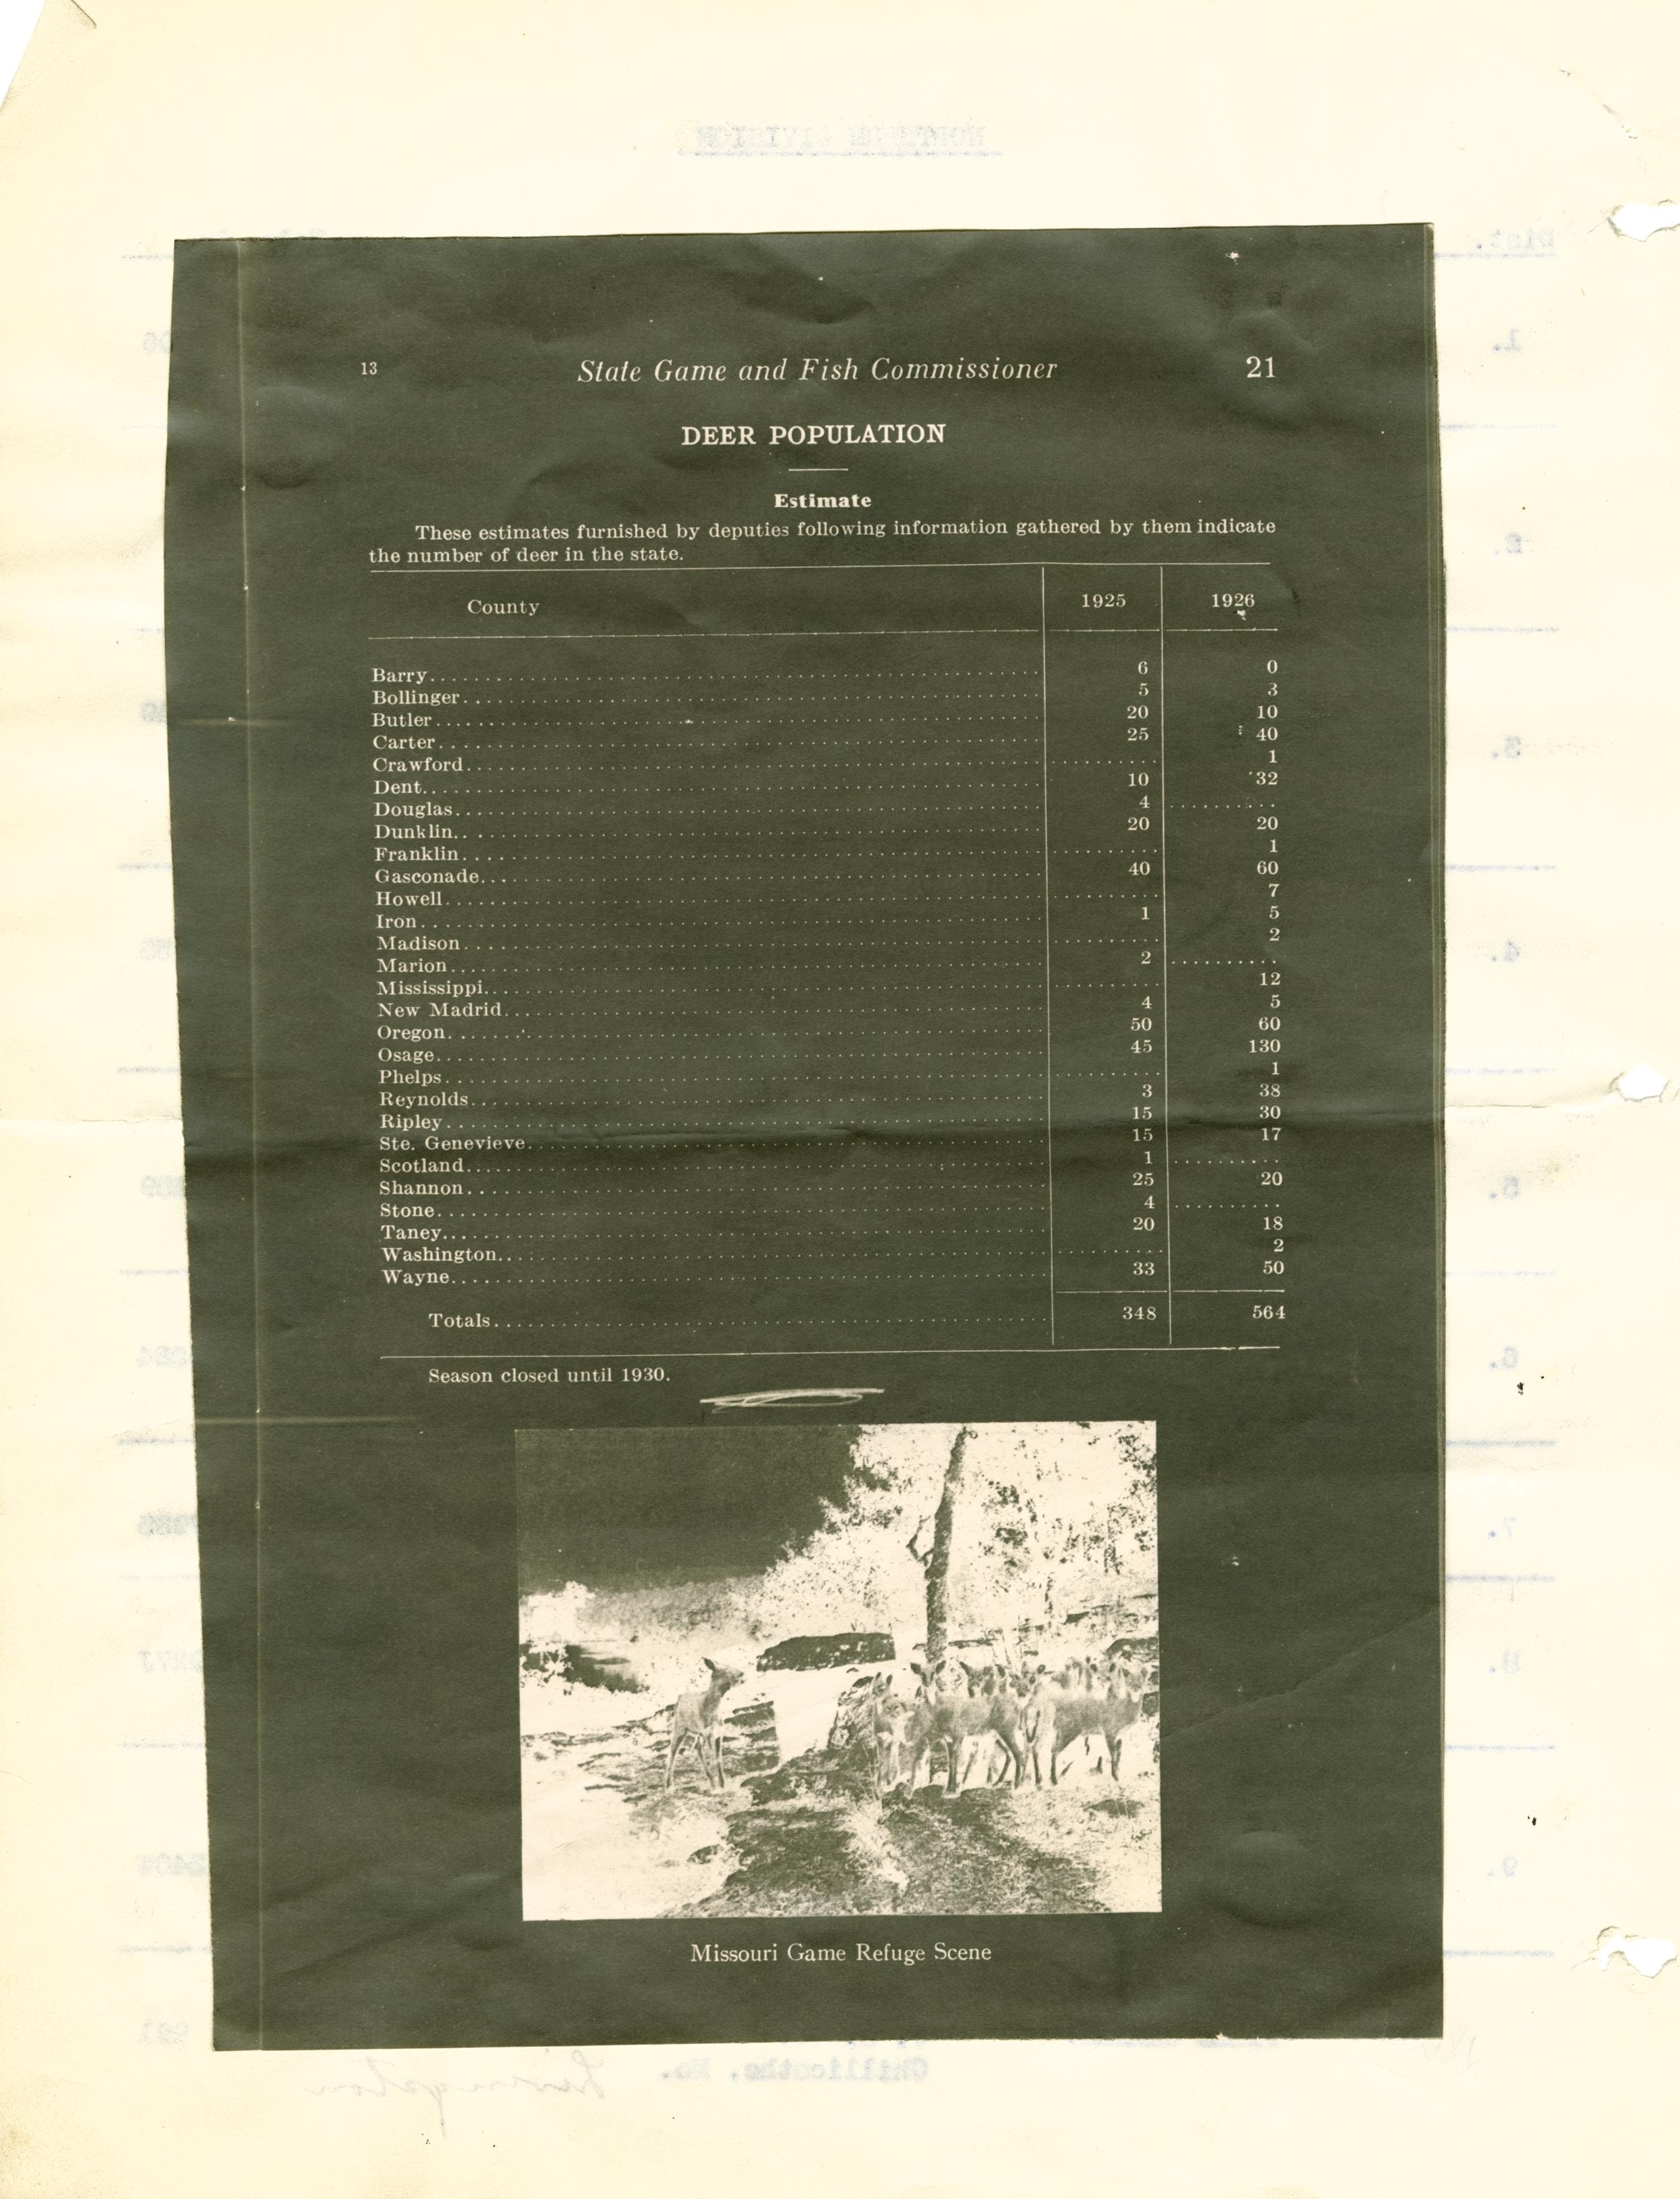 13 State Game and Fish Commissioner 21
DEER POPULATION
Estimate
These estimates furnished by deputies following information gathered by them indicate
the number of deer in the state.
County 1925 1926
Barry 6 0
Bollinger 5 3
Butler 20 10
Carter 25 40
Crawford 1
Dent 10 32
Douglas 4
Dunklin 20 20
Franklin 1
Gasconade 40 60
Howell 7
Iron 1 5
Madison 2
Marion 2
Mississippi 12
New Madrid 4 5
Oregon 50 60
Osage 45 130
Phelps 1
Reynolds 3 38
Ripley 15 30
Ste. Genevieve 15 17
Scotland 1
Shannon 25 20
Stone 4
Taney 20 18
Washington 2
Wayne 33 50
Totals 348 564
Season closed until 1930.
Missouri Game Refuge Scene
Chillicothe, Mo.
Livingston